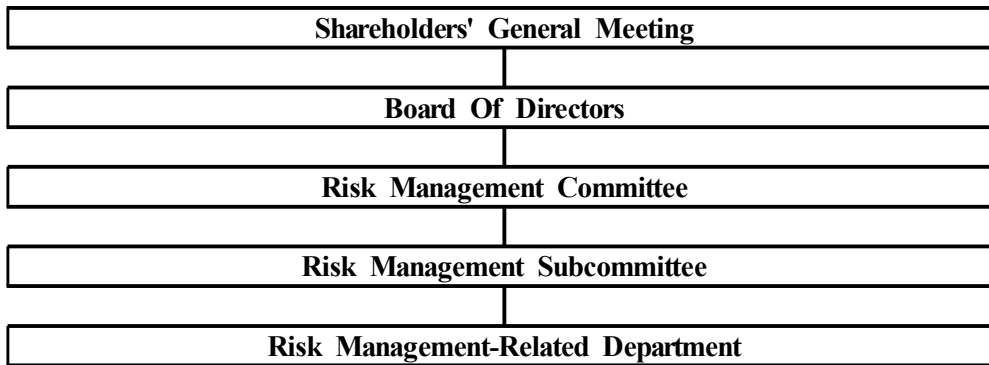 Shareholders' General Meeting
Board Of Directors
Risk Management Committee
Risk Management Subcommittee
Risk Management-Related Department